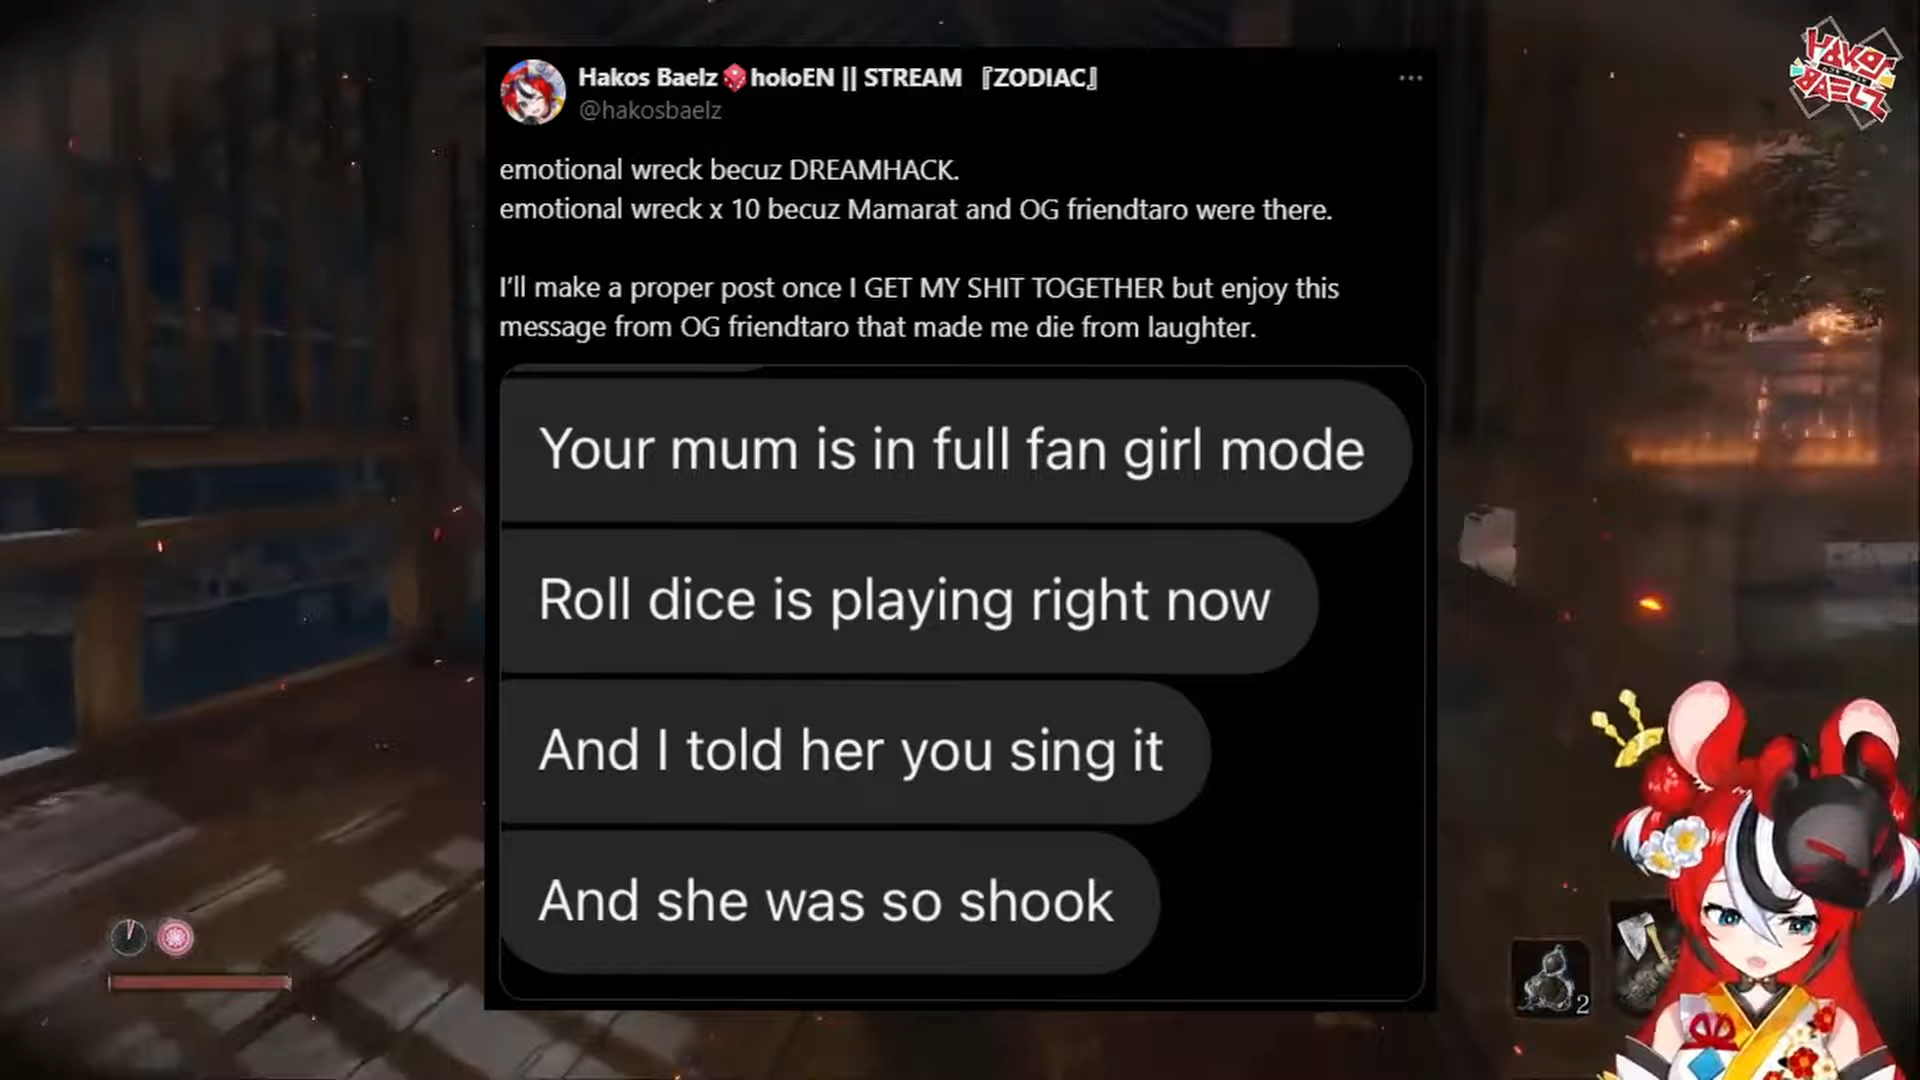 HAKOS
BAELZ
Hakos Baelz🎲holoEN || STREAM 『ZODIAC』
@hakosbaelz
emotional wreck becuz DREAMHACK.
emotional wreck x 10 becuz Mamarat and OG friendtaro were there.
I'll make a proper post once I GET MY SHIT TOGETHER but enjoy this
message from OG friendtaro that made me die from laughter.
Your mum is in full fan girl mode
Roll dice is playing right now
And I told her you sing it
And she was so shook
2